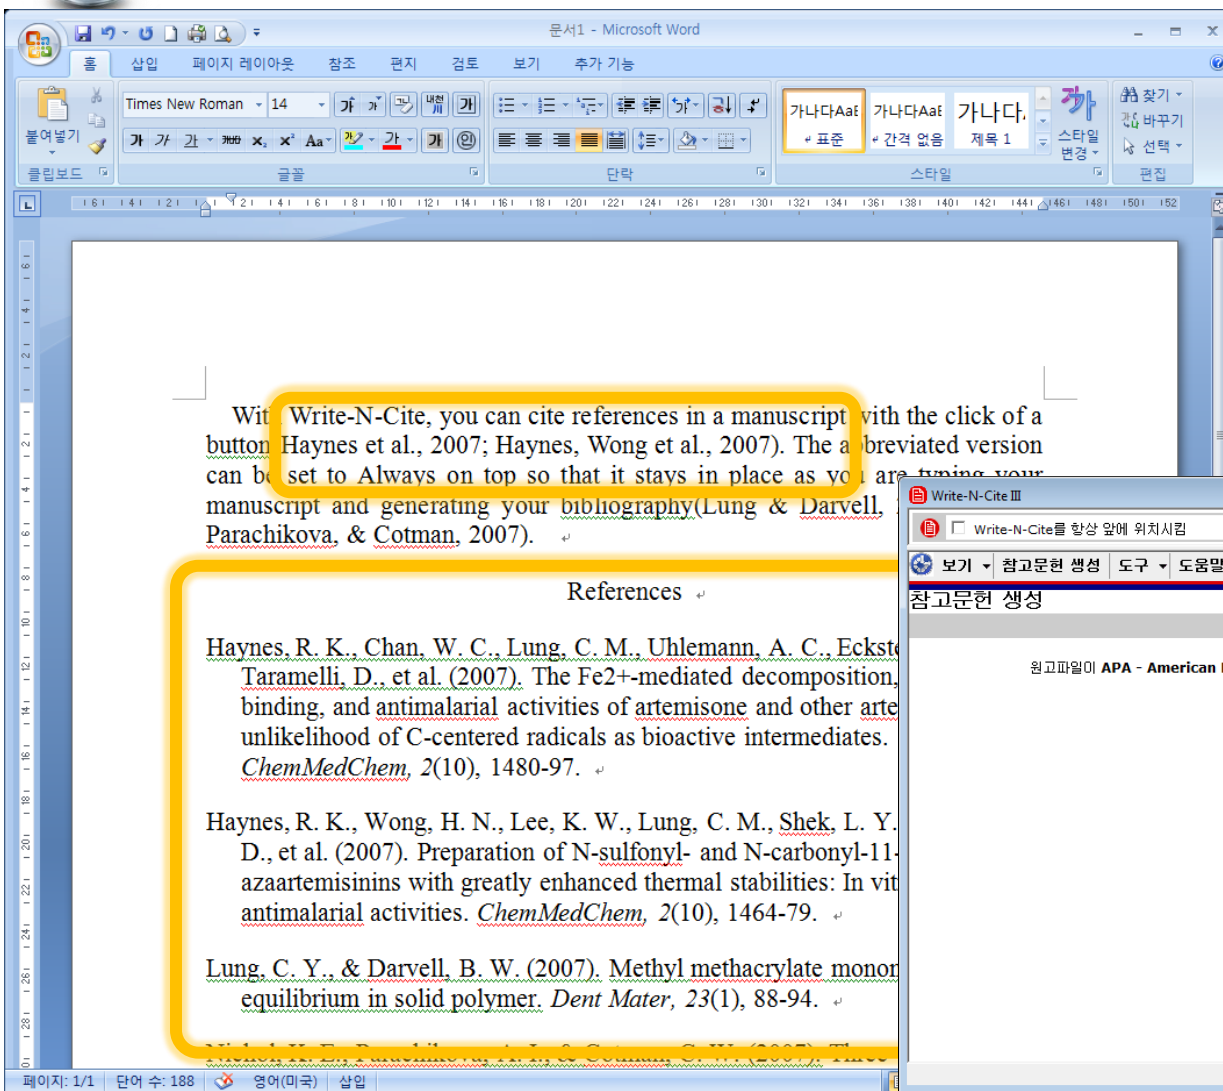 문서1 - Microsoft Word
홈 삽입 페이지 레이아웃 참조 편지 검토 보기 추가 기능
붙여넣기
Times New Roman 14
가나다AaB 가나다AaB 가나다
표준 간격 없음 제목 1
스타일 변경
찾기
바꾸기
선택
클립보드 글꼴 단락 스타일 편집
With Write-N-Cite, you can cite references in a manuscript with the click of a
button Haynes et al., 2007; Haynes, Wong et al., 2007). The abbreviated version
can be set to Always on top so that it stays in place as you are typing your
manuscript and generating your bibliography(Lung & Darvell,
Parachikova, & Cotman, 2007).
References
Haynes, R. K., Chan, W. C., Lung, C. M., Uhlemann, A. C., Eckste
Taramelli, D., et al. (2007). The Fe2+-mediated decomposition,
binding, and antimalarial activities of artemisone and other arte
unlikelihood of C-centered radicals as bioactive intermediates.
ChemMedChem, 2(10), 1480-97.
Haynes, R. K., Wong, H. N., Lee, K. W., Lung, C. M., Shek, L. Y.
D., et al. (2007). Preparation of N-sulfonyl- and N-carbonyl-11-
azaartemisinins with greatly enhanced thermal stabilities: In vit
antimalarial activities. ChemMedChem, 2(10), 1464-79.
Lung, C. Y., & Darvell, B. W. (2007). Methyl methacrylate monor
equilibrium in solid polymer. Dent Mater, 23(1), 88-94.
Nichol, K. E., Parachikova, A. I., & Cotman, C. W. (2007). Three
Write-N-Cite III
Write-N-Cite를 항상 앞에 위치시킴
보기 참고문헌 생성 도구 도움말
참고문헌 생성
원고파일이 APA - American
페이지: 1/1 단어 수: 188 영어(미국) 삽입